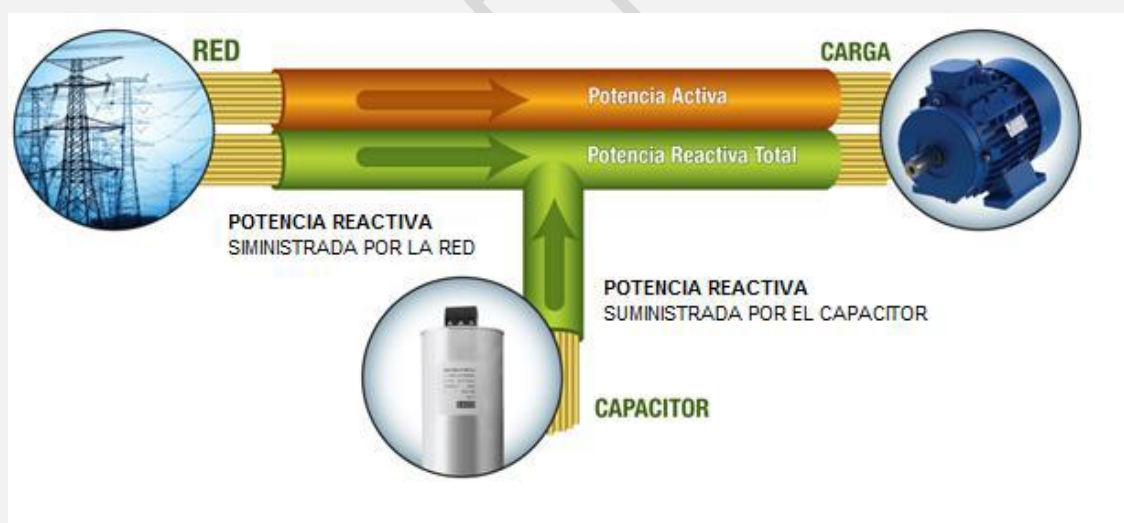 RED
CARGA
Potencia Activa
Potencia Reactiva Total
POTENCIA REACTIVA
SIMINISTRADA POR LA RED
POTENCIA REACTIVA
SUMINISTRADA POR EL CAPACITOR
CAPACITOR